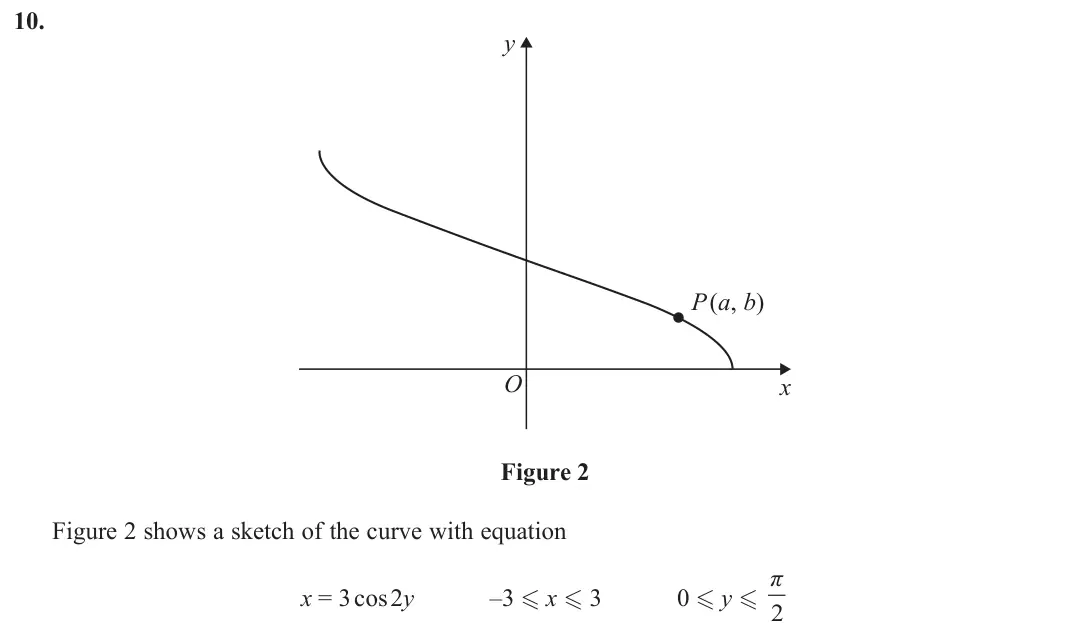 10.
y
P(a, b)
O
x
Figure 2
Figure 2 shows a sketch of the curve with equation
x = 3 cos 2y –3 ⩽ x ⩽ 3 0 ⩽ y ⩽ π/2